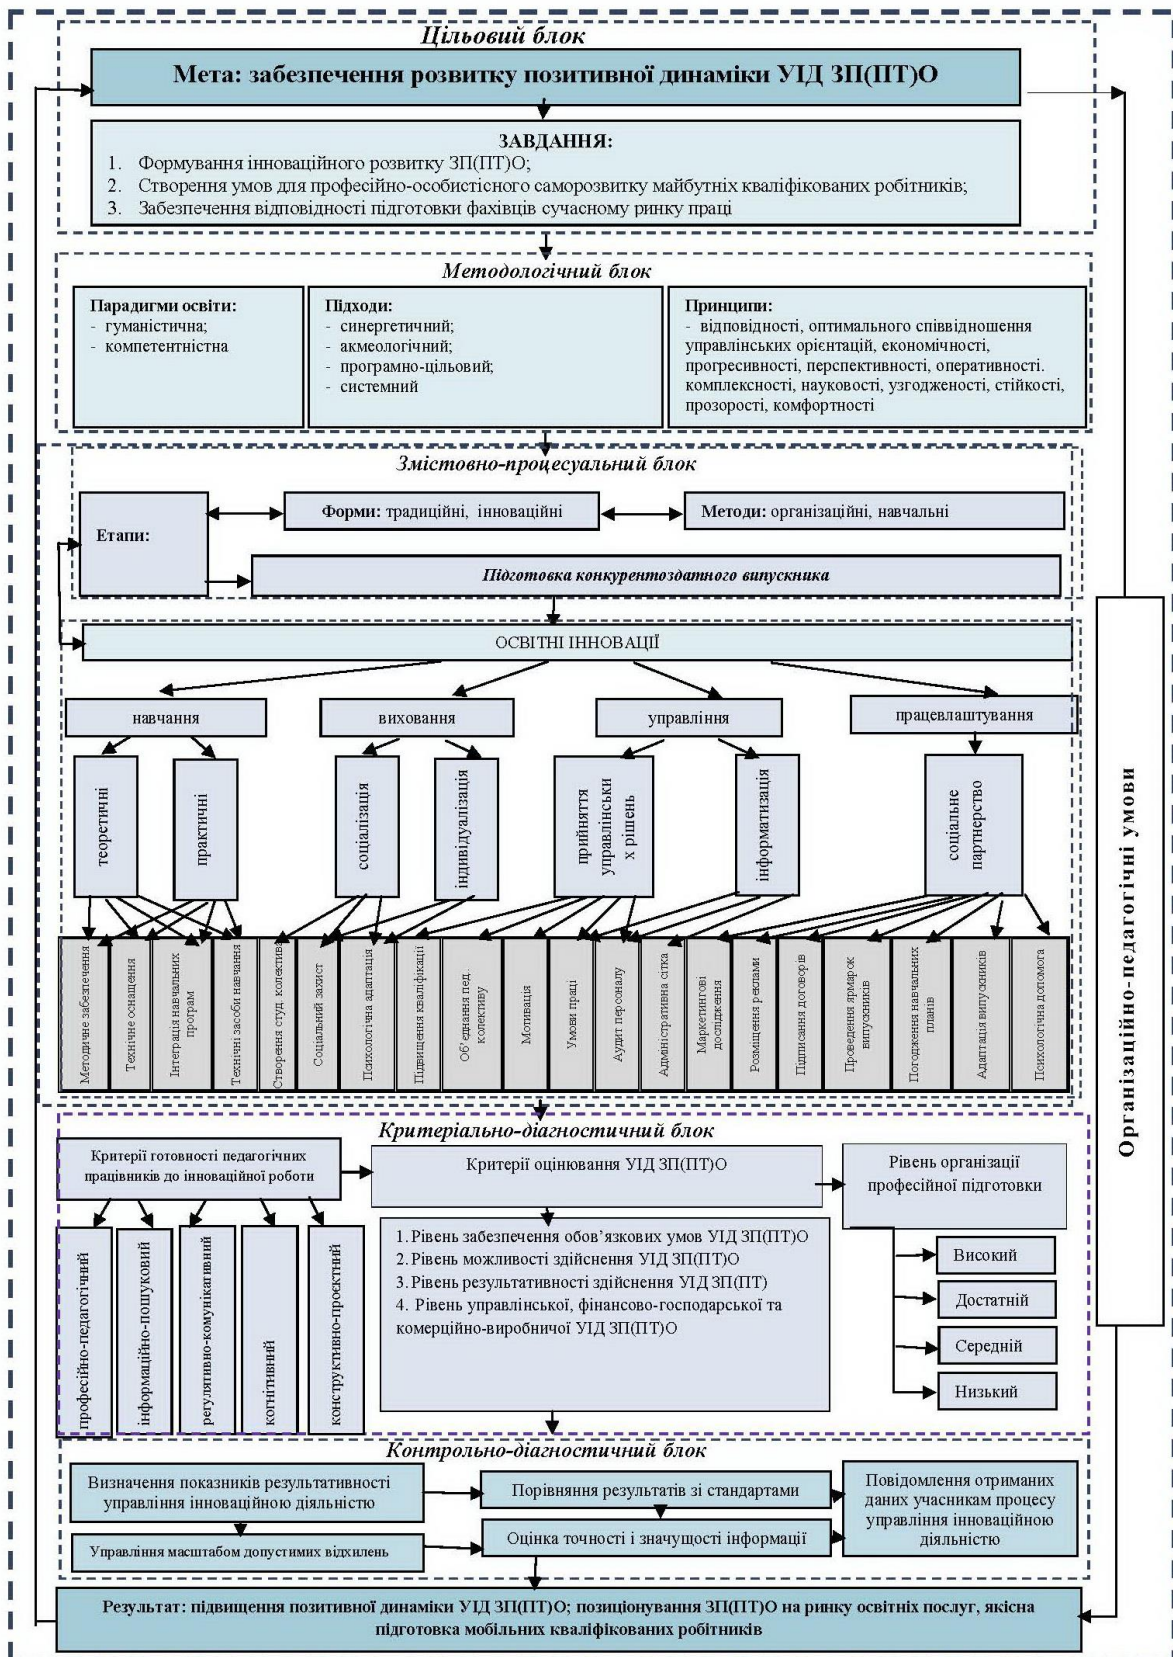 Цільовий блок
Мета: забезпечення розвитку позитивної динаміки УІД ЗП(ПТ)О
ЗАВДАННЯ:
1. Формування інноваційного розвитку ЗП(ПТ)О;
2. Створення умов для професійно-особистісного саморозвитку майбутніх кваліфікованих робітників;
3. Забезпечення відповідності підготовки фахівців сучасному ринку праці
Методологічний блок
Парадигми освіти:
- гуманістична;
- компетентністна
Підходи:
- синергетичний;
- акмеологічний;
- програмно-цільовий;
- системний
Принципи:
- відповідності, оптимального співвідношення
управлінських орієнтацій, економічності,
прогресивності, перспективності, оперативності.
комплексності, науковості, узгодженості, стійкості,
прозорості, комфортності
Змістовно-процесуальний блок
Етапи:
Форми: традиційні, інноваційні
Методи: організаційні, навчальні
Підготовка конкурентоздатного випускника
ОСВІТНІ ІННОВАЦІЇ
навчання
виховання
управління
працевлаштування
теоретичні
практичні
соціалізація
індивідуалізація
прийняття
управлінськи
х рішень
інформатизація
соціальне
партнерство
Методичне забезпечення
Технічне оснащення
Інтеграція навчальних
програм
Технічні засоби навчання
Створення студ. колектива
Соціальний захист
Психологічна адаптація
Підвищення кваліфікації
Об’єднання пед.
колективу
Мотивація
Умови праці
Аудит персоналу
Адміністративна сітка
Маркетингові
дослідження
Розміщення реклами
Підписання договорів
Проведення ярмарок
випускників
Погодження навчальних
планів
Адаптація випускників
Психологічна допомога
Організаційно-педагогічні умови
Критеріально-діагностичний блок
Критерії готовності педагогічних
працівників до інноваційної роботи
Критерії оцінювання УІД ЗП(ПТ)О
Рівень організації
професійної підготовки
професійно-педагогічний
інформаційно-пошуковий
регулятивно-комунікативний
когнітивний
конструктивно-проєктний
1. Рівень забезпечення обов’язкових умов УІД ЗП(ПТ)О
2. Рівень можливості здійснення УІД ЗП(ПТ)О
3. Рівень результативності здійснення УІД ЗП(ПТ)
4. Рівень управлінської, фінансово-господарської та
комерційно-виробничої УІД ЗП(ПТ)О
Високий
Достатній
Середній
Низький
Контрольно-діагностичний блок
Визначення показників результативності
управління інноваційною діяльністю
Порівняння результатів зі стандартами
Повідомлення отриманих
даних учасникам процесу
управління інноваційною
діяльністю
Управління масштабом допустимих відхилень
Оцінка точності і значущості інформації
Результат: підвищення позитивної динаміки УІД ЗП(ПТ)О; позиціонування ЗП(ПТ)О на ринку освітніх послуг, якісна
підготовка мобільних кваліфікованих робітників